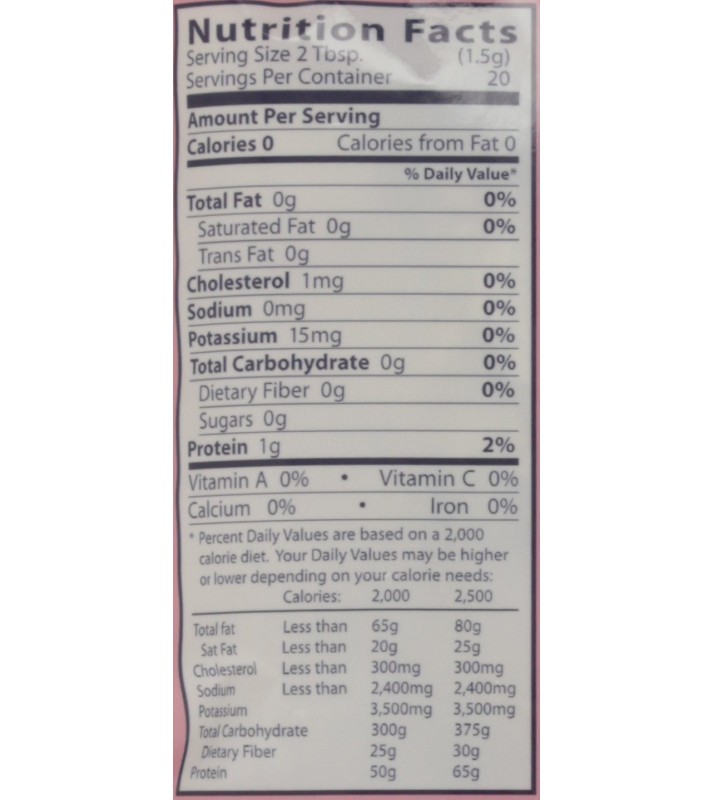 Nutrition Facts
Serving Size 2 Tbsp. (1.5g)
Servings Per Container 20
Amount Per Serving
Calories 0 Calories from Fat 0
% Daily Value*
Total Fat 0g 0%
Saturated Fat 0g 0%
Trans Fat 0g
Cholesterol 1mg 0%
Sodium 0mg 0%
Potassium 15mg 0%
Total Carbohydrate 0g 0%
Dietary Fiber 0g 0%
Sugars 0g
Protein 1g 2%
Vitamin A 0% • Vitamin C 0%
Calcium 0% • Iron 0%
* Percent Daily Values are based on a 2,000
calorie diet. Your Daily Values may be higher
or lower depending on your calorie needs:
Calories: 2,000 2,500
Total fat Less than 65g 80g
Sat Fat Less than 20g 25g
Cholesterol Less than 300mg 300mg
Sodium Less than 2,400mg 2,400mg
Potassium 3,500mg 3,500mg
Total Carbohydrate 300g 375g
Dietary Fiber 25g 30g
Protein 50g 65g